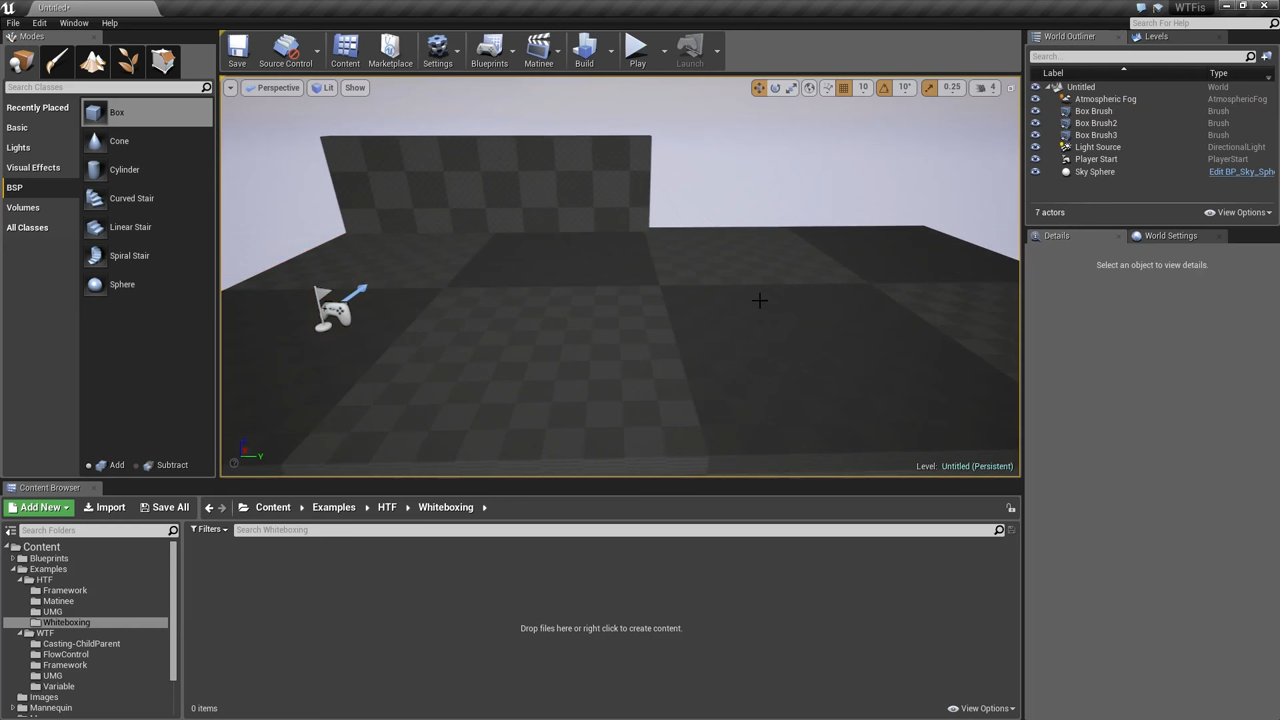 Untitled*
WTFis
File Edit Window Help
Search For Help
Modes
Search Classes
Recently Placed
Basic
Lights
Visual Effects
BSP
Volumes
All Classes
Box
Cone
Cylinder
Curved Stair
Linear Stair
Spiral Stair
Sphere
Add Subtract
Save Source Control Content Marketplace Settings Blueprints Matinee Build Play Launch
Perspective Lit Show
10 10° 0.25 4
Y
Level: Untitled (Persistent)
World Outliner Levels
Search...
Label Type
Untitled World
Atmospheric Fog AtmosphericFog
Box Brush Brush
Box Brush2 Brush
Box Brush3 Brush
Light Source DirectionalLight
Player Start PlayerStart
Sky Sphere Edit BP_Sky_Sph
7 actors View Options
Details World Settings
Select an object to view details.
Content Browser
Add New Import Save All Content Examples HTF Whiteboxing
Search Folders
Filters Search Whiteboxing
Content
Blueprints
Examples
HTF
Framework
Matinee
UMG
Whiteboxing
WTF
Casting-ChildParent
FlowControl
Framework
UMG
Variable
Images
Mannequin
Drop files here or right click to create content.
0 items View Options